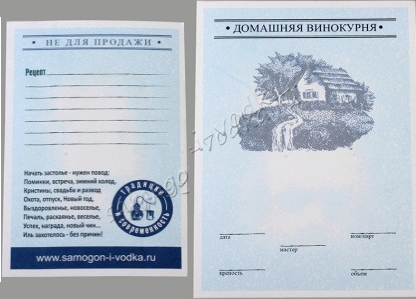 • НЕ ДЛЯ ПРОДАЖИ •
Рецепт
Начать застолье - нужен повод:
Поминки, встреча, зимний холод,
Кристины, свадьба и развод
Охота, отпуск, Новый год,
Выздоровленье, новоселье,
Печаль, раскаянье, веселье,
Успех, награда, новый чин...
Иль захотелось - без причин!
ТРАДИЦИИ
И СОВРЕМЕННОСТЬ
www.samogon-i-vodka.ru
• ДОМАШНЯЯ ВИНОКУРНЯ •
дата
мастер
крепость
объем